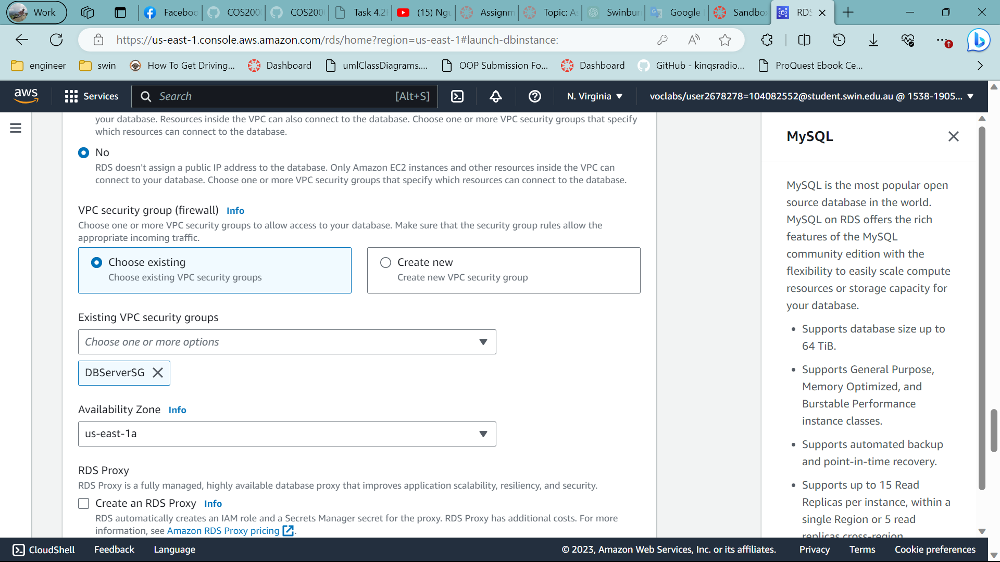 Work
Faceboo
COS200
COS200
Task 4.2
(15) Ngu
Assignm
Topic: As
Swinbur
Google
Sandbo
RDS
https://us-east-1.console.aws.amazon.com/rds/home?region=us-east-1#launch-dbinstance:
engineer
swin
How To Get Driving...
Dashboard
umlClassDiagrams....
OOP Submission Fo...
Dashboard
GitHub - kinqsradio...
ProQuest Ebook Ce...
aws
Services
Search
[Alt+S]
N. Virginia
voclabs/user2678278=104082552@student.swin.edu.au @ 1538-1905...
your database. Resources inside the VPC can also connect to the database. Choose one or more VPC security groups that specify
which resources can connect to the database.
No
RDS doesn't assign a public IP address to the database. Only Amazon EC2 instances and other resources inside the VPC can
connect to your database. Choose one or more VPC security groups that specify which resources can connect to the database.
VPC security group (firewall) Info
Choose one or more VPC security groups to allow access to your database. Make sure that the security group rules allow the
appropriate incoming traffic.
Choose existing
Choose existing VPC security groups
Create new
Create new VPC security group
Existing VPC security groups
Choose one or more options
DBServerSG
Availability Zone Info
us-east-1a
RDS Proxy
RDS Proxy is a fully managed, highly available database proxy that improves application scalability, resiliency, and security.
Create an RDS Proxy Info
RDS automatically creates an IAM role and a Secrets Manager secret for the proxy. RDS Proxy has additional costs. For more
information, see Amazon RDS Proxy pricing.
MySQL
MySQL is the most popular open
source database in the world.
MySQL on RDS offers the rich
features of the MySQL
community edition with the
flexibility to easily scale compute
resources or storage capacity for
your database.
• Supports database size up to
64 TiB.
• Supports General Purpose,
Memory Optimized, and
Burstable Performance
instance classes.
• Supports automated backup
and point-in-time recovery.
• Supports up to 15 Read
Replicas per instance, within a
single Region or 5 read
replicas cross-region.
CloudShell
Feedback
Language
© 2023, Amazon Web Services, Inc. or its affiliates.
Privacy
Terms
Cookie preferences